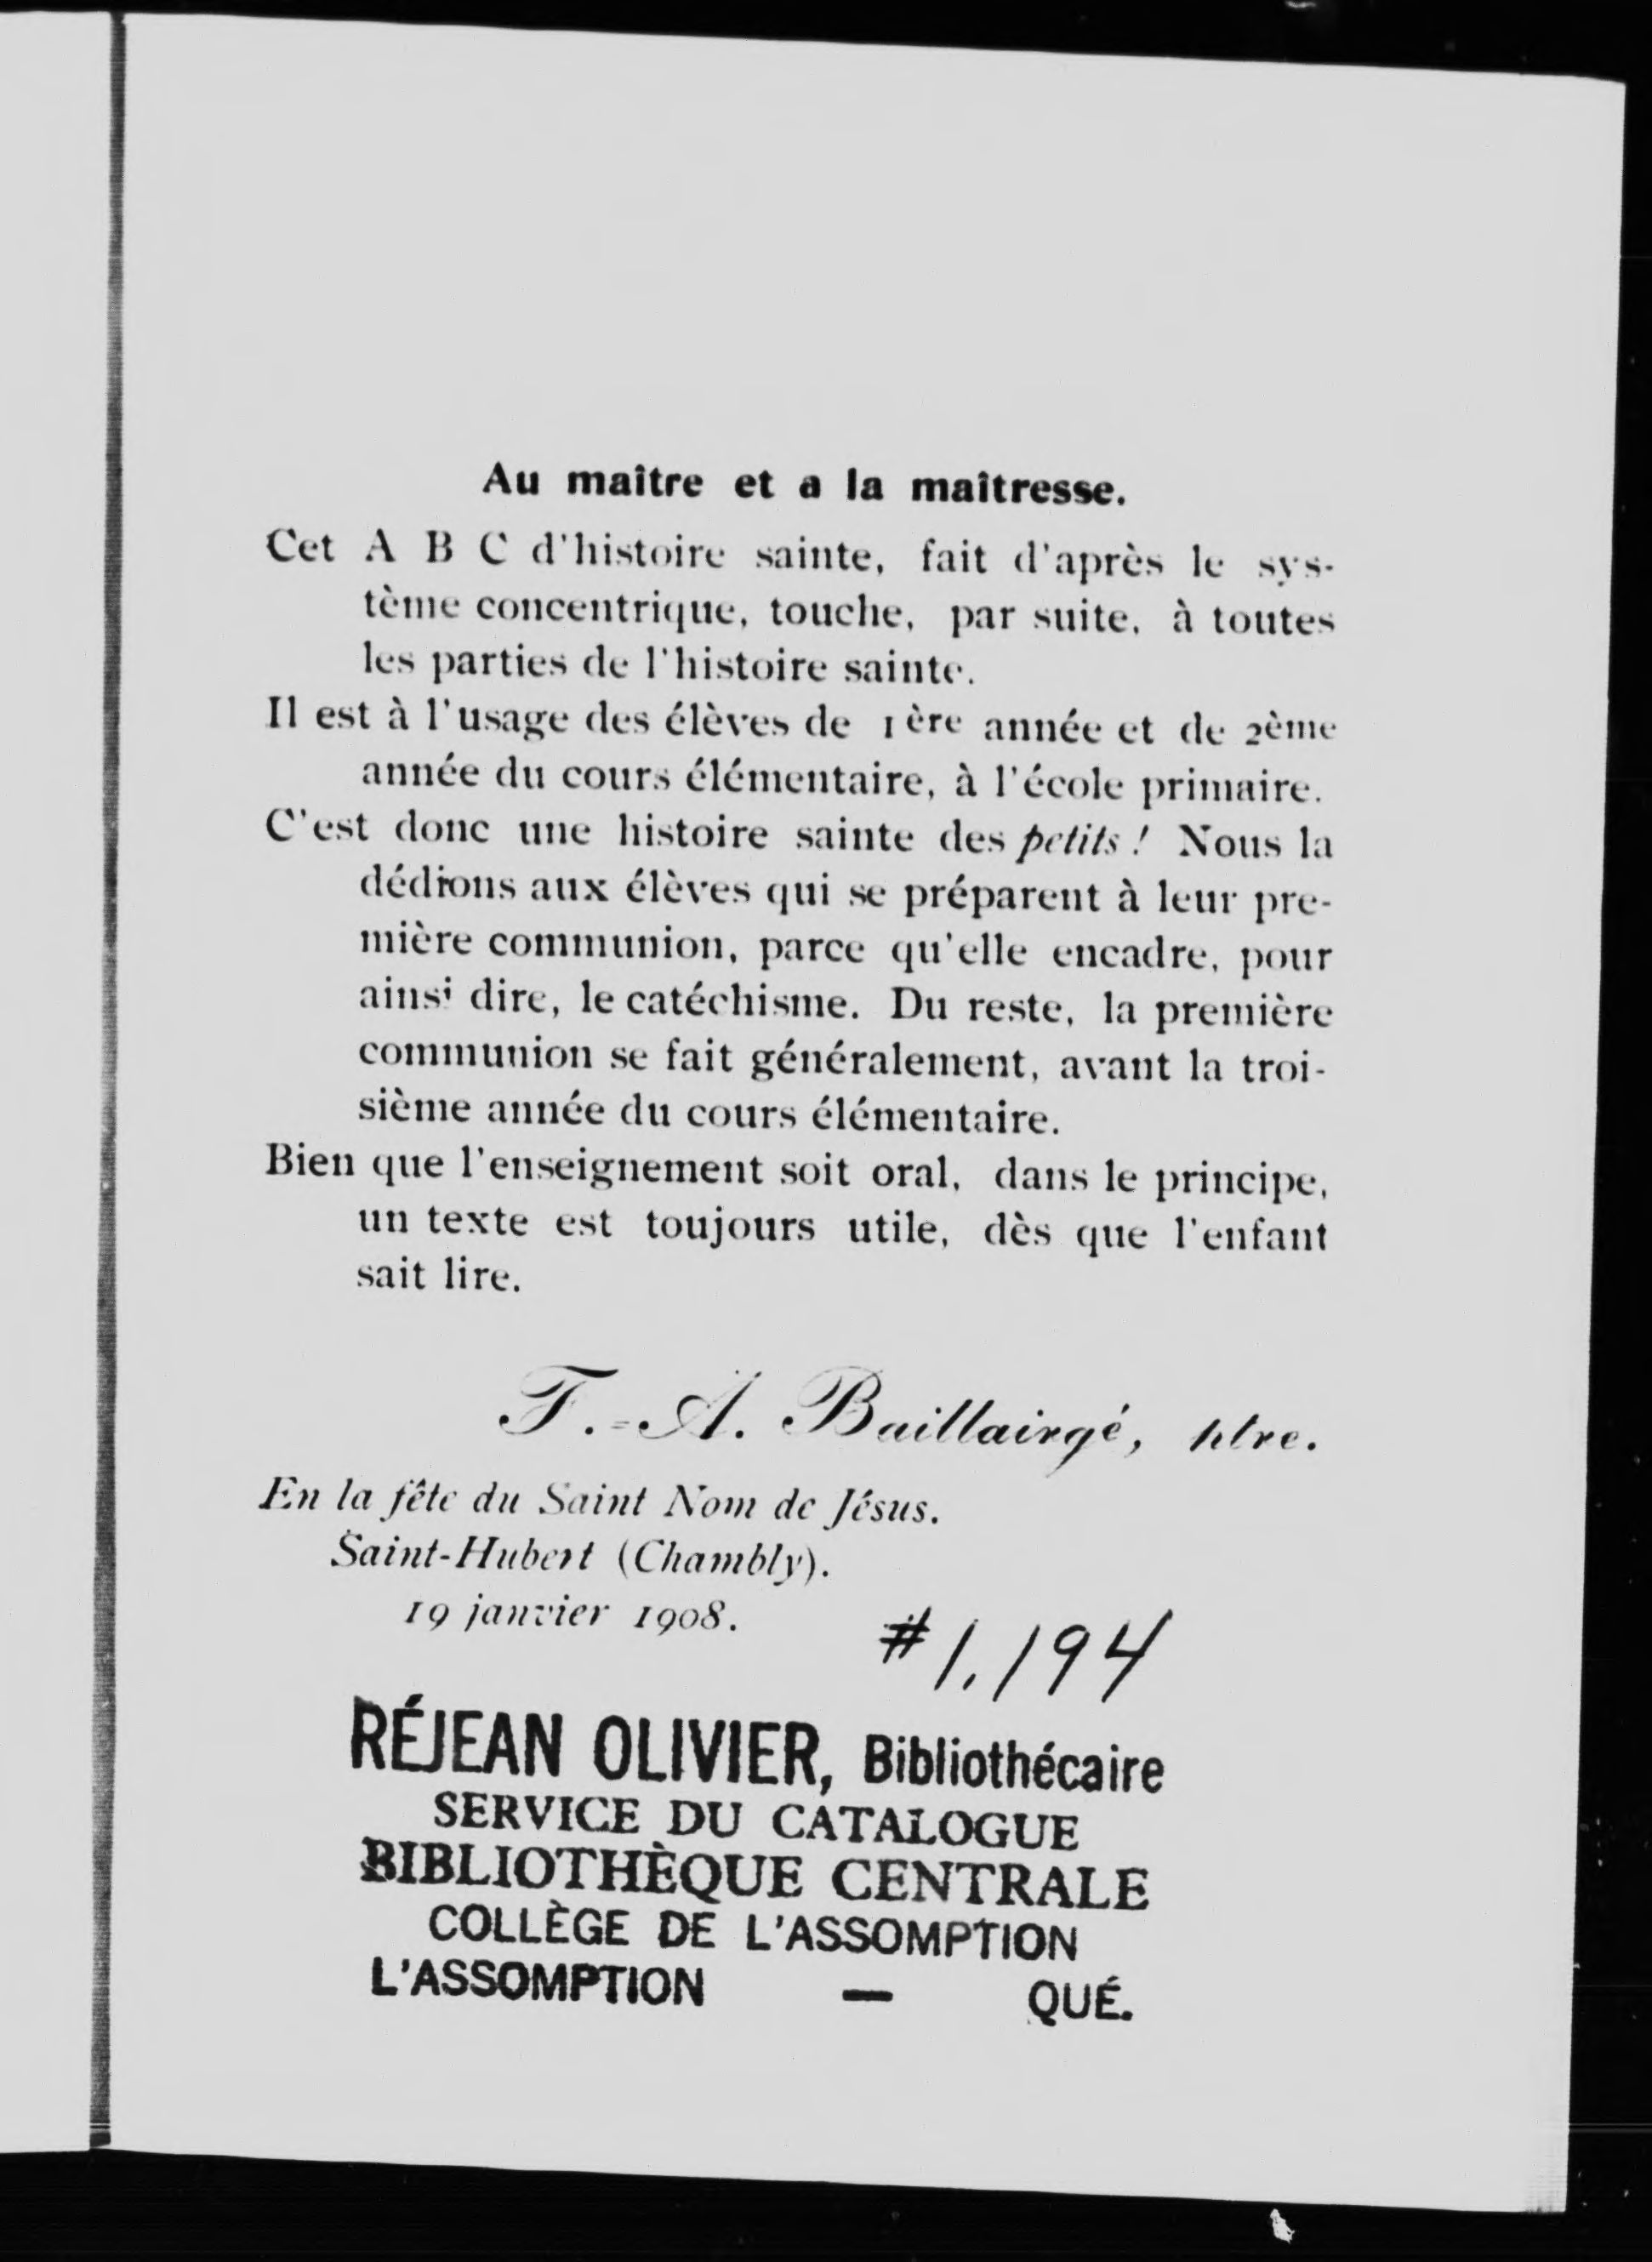 Au maître et a la maîtresse.
Cet A B C d'histoire sainte, fait d'après le sys-
tème concentrique, touche, par suite, à toutes
les parties de l'histoire sainte.
Il est à l'usage des élèves de 1ère année et de 2ème
année du cours élémentaire, à l'école primaire.
C'est donc une histoire sainte des petits! Nous la
dédions aux élèves qui se préparent à leur pre-
mière communion, parce qu'elle encadre, pour
ainsi dire, le catéchisme. Du reste, la première
communion se fait généralement, avant la troi-
sième année du cours élémentaire.
Bien que l'enseignement soit oral, dans le principe,
un texte est toujours utile, dès que l'enfant
sait lire.
F.-A. Baillairgé, ptre.
En la fête du Saint Nom de Jésus.
Saint-Hubert (Chambly).
19 janvier 1908.
#1,194
RÉJEAN OLIVIER, Bibliothécaire
SERVICE DU CATALOGUE
BIBLIOTHÈQUE CENTRALE
COLLÈGE DE L'ASSOMPTION
L'ASSOMPTION — QUÉ.